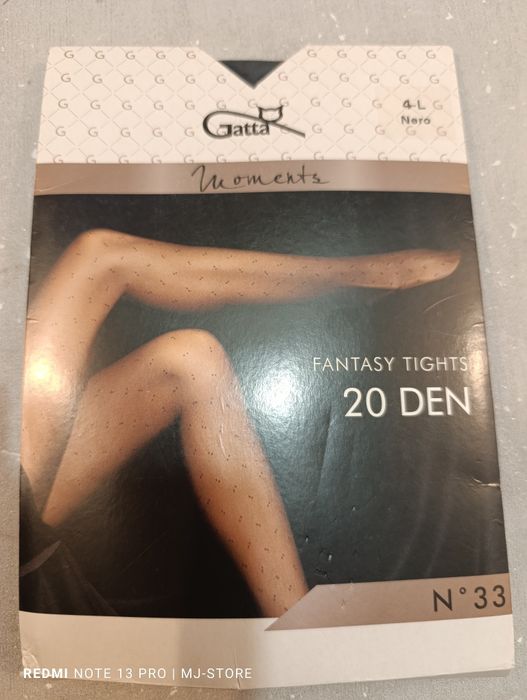 4-L
Nero
Gatta
Moments
FANTASY TIGHTS
20 DEN
N°33
REDMI NOTE 13 PRO | MJ-STORE